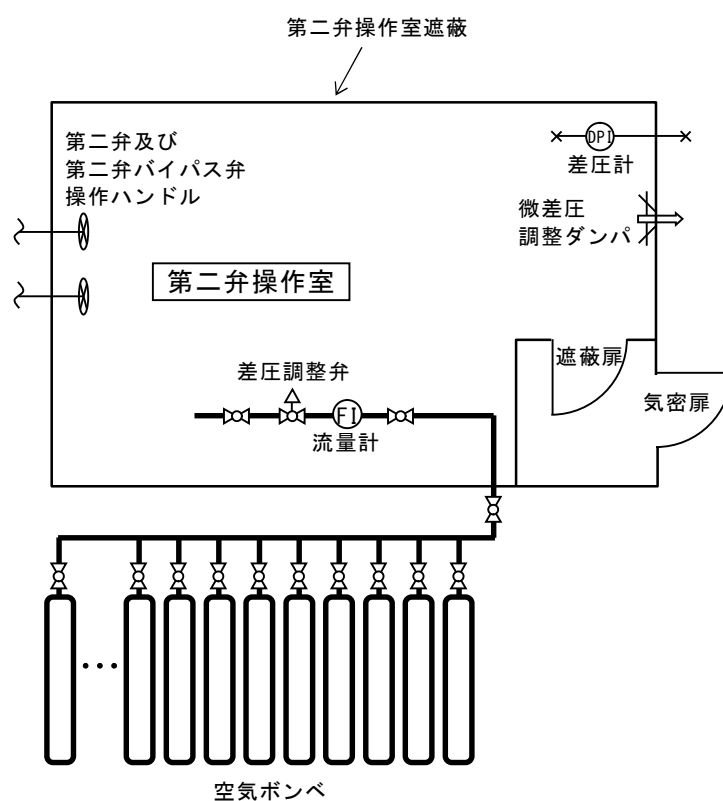 第二弁操作室遮蔽
第二弁及び
第二弁バイパス弁
操作ハンドル
DPI
差圧計
微差圧
調整ダンパ
第二弁操作室
遮蔽扉
気密扉
差圧調整弁
FI
流量計
空気ボンベ